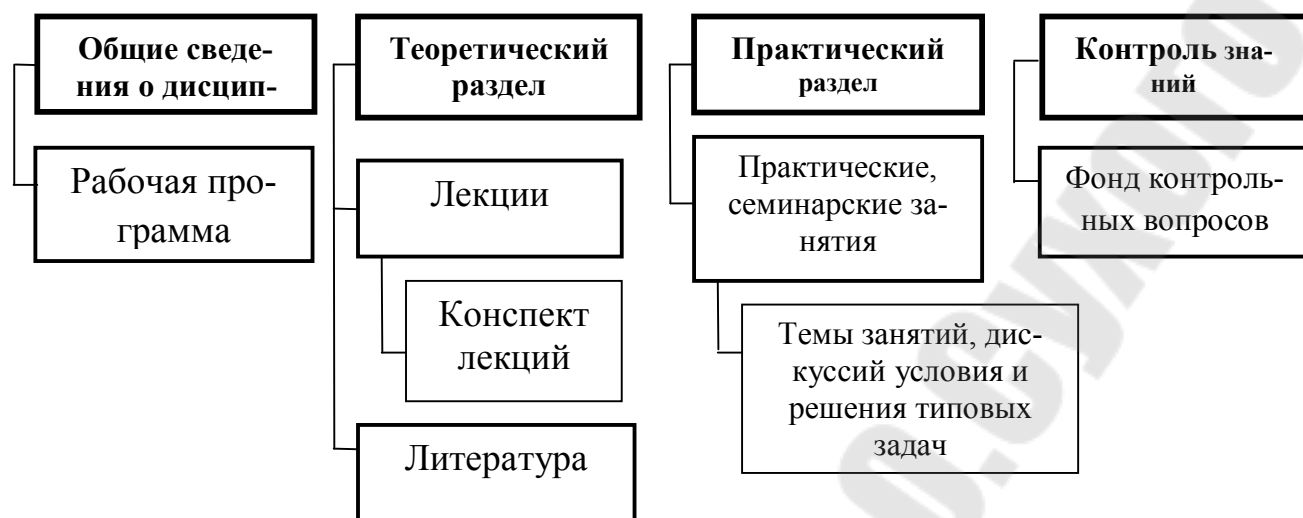 Общие сведе-
ния о дисцип-
Рабочая про-
грамма
Теоретический
раздел
Лекции
Конспект
лекций
Литература
Практический
раздел
Практические,
семинарские за-
нятия
Темы занятий, дис-
куссий условия и
решения типовых
задач
Контроль зна-
ний
Фонд контроль-
ных вопросов